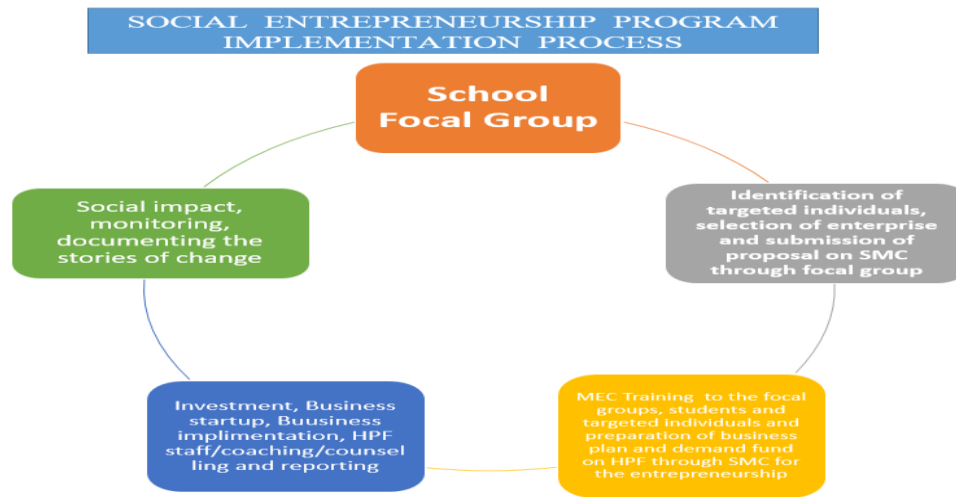 SOCIAL ENTREPRENEURSHIP PROGRAM
IMPLEMENTATION PROCESS
School
Focal Group
Identification of
targeted individuals,
selection of enterprise
and submission of
proposal on SMC
through focal group
MEC Training to the focal
groups, students and
targeted individuals and
preparation of business
plan and demand fund
on HPF through SMC for
the entrepreneurship
Investment, Business
startup, Buusiness
implimentation, HPF
staff/coaching/counsel
ling and reporting
Social impact,
monitoring,
documenting the
stories of change